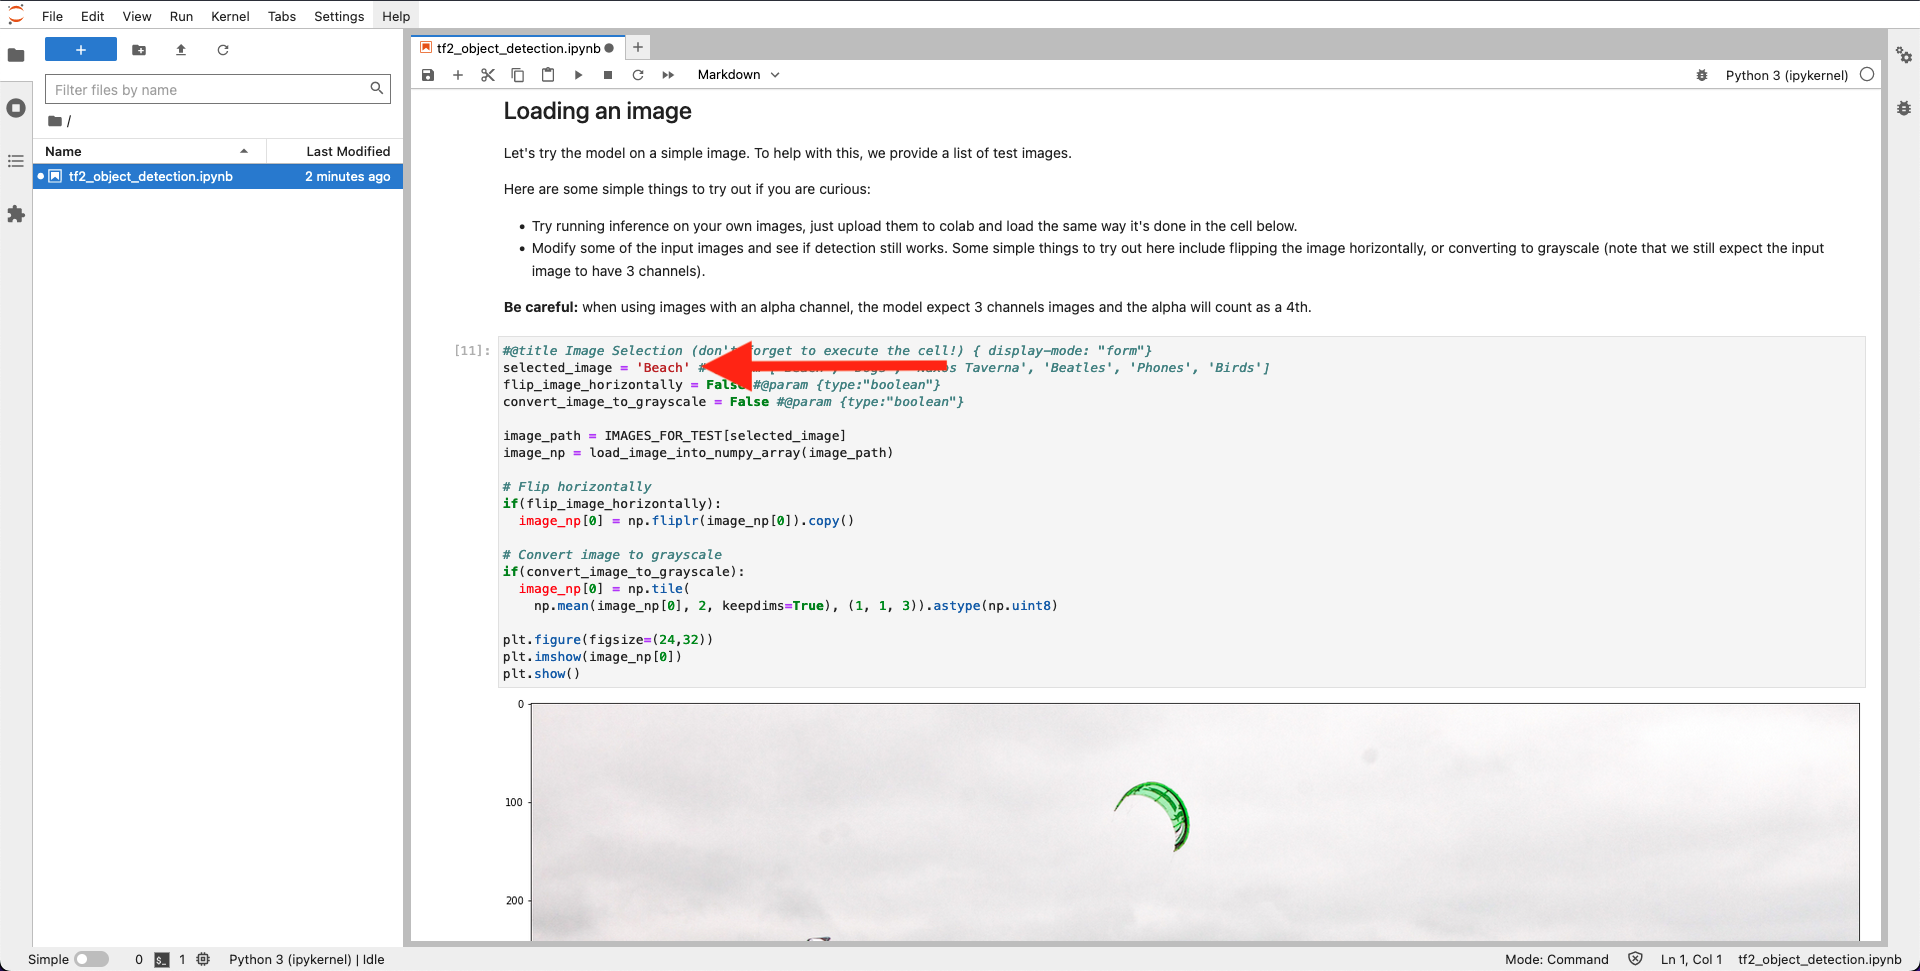 File Edit View Run Kernel Tabs Settings Help
+
Filter files by name
/
Name Last Modified
tf2_object_detection.ipynb 2 minutes ago
tf2_object_detection.ipynb
Markdown
Python 3 (ipykernel)
Loading an image
Let's try the model on a simple image. To help with this, we provide a list of test images.
Here are some simple things to try out if you are curious:
• Try running inference on your own images, just upload them to colab and load the same way it's done in the cell below.
• Modify some of the input images and see if detection still works. Some simple things to try out here include flipping the image horizontally, or converting to grayscale (note that we still expect the input
image to have 3 channels).
Be careful: when using images with an alpha channel, the model expect 3 channels images and the alpha will count as a 4th.
[11]:
#@title Image Selection (don't forget to execute the cell!) { display-mode: "form"}
selected_image = 'Beach' # Taverna', 'Beatles', 'Phones', 'Birds']
flip_image_horizontally = False #@param {type:"boolean"}
convert_image_to_grayscale = False #@param {type:"boolean"}
image_path = IMAGES_FOR_TEST[selected_image]
image_np = load_image_into_numpy_array(image_path)
# Flip horizontally
if(flip_image_horizontally):
image_np[0] = np.fliplr(image_np[0]).copy()
# Convert image to grayscale
if(convert_image_to_grayscale):
image_np[0] = np.tile(
np.mean(image_np[0], 2, keepdims=True), (1, 1, 3)).astype(np.uint8)
plt.figure(figsize=(24,32))
plt.imshow(image_np[0])
plt.show()
0
100
200
Simple 0 $_ 1 Python 3 (ipykernel) | Idle Mode: Command Ln 1, Col 1 tf2_object_detection.ipynb